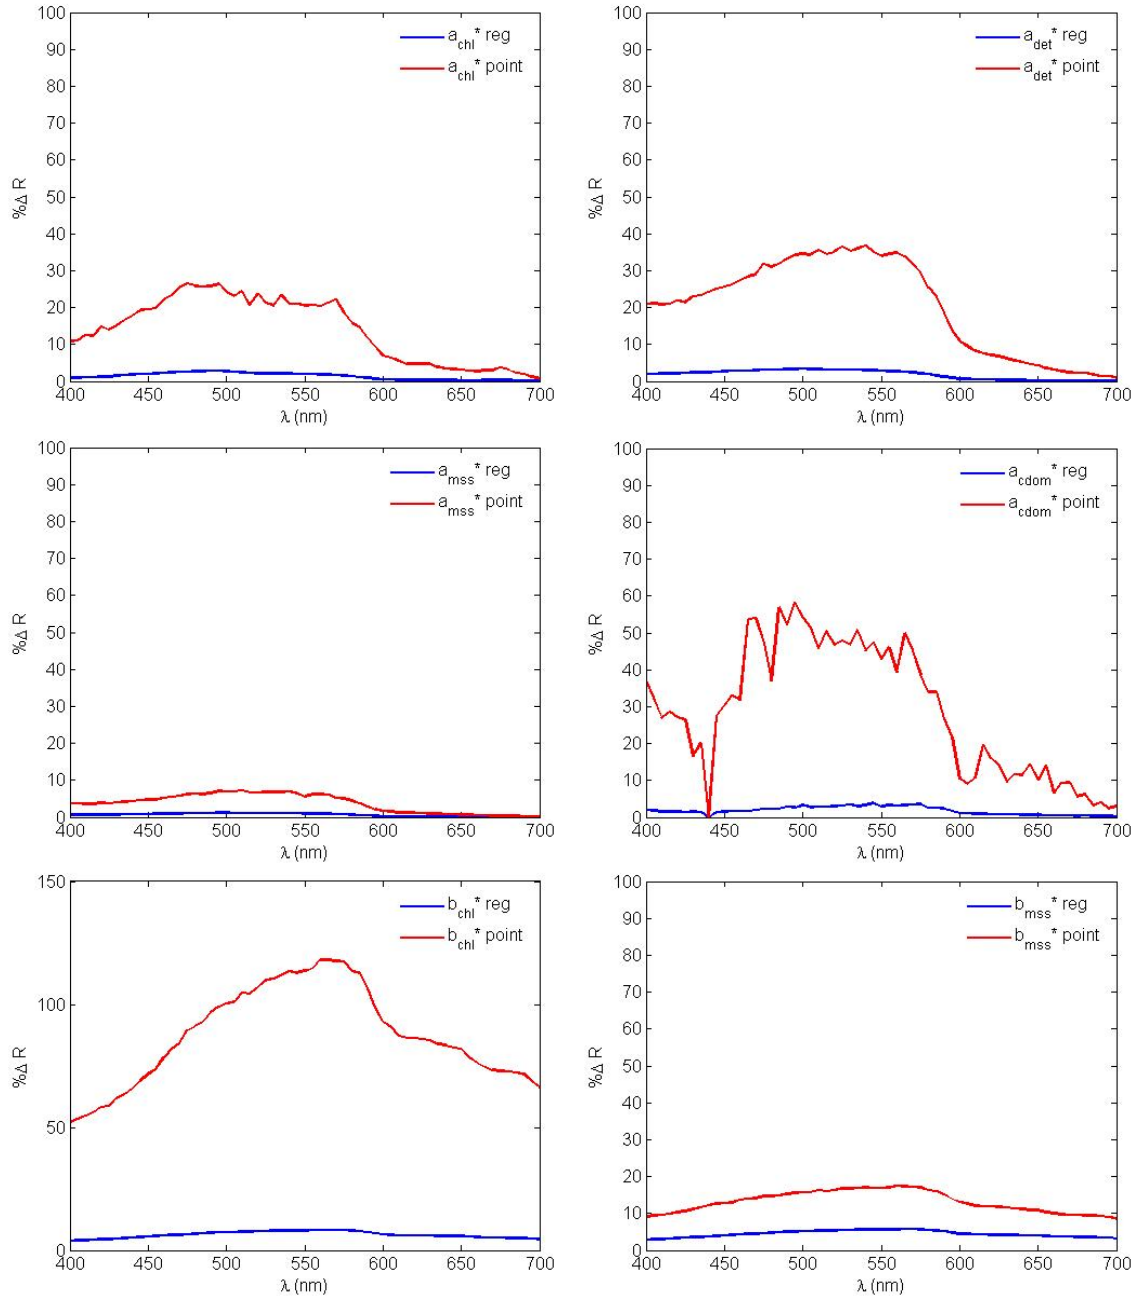 100
90
80
70
60
50
40
30
20
10
0
%Δ R
400 450 500 550 600 650 700
λ (nm)
a_chl* reg
a_chl* point
100
90
80
70
60
50
40
30
20
10
0
%Δ R
400 450 500 550 600 650 700
λ (nm)
a_det* reg
a_det* point
100
90
80
70
60
50
40
30
20
10
0
%Δ R
400 450 500 550 600 650 700
λ (nm)
a_mss* reg
a_mss* point
100
90
80
70
60
50
40
30
20
10
0
%Δ R
400 450 500 550 600 650 700
λ (nm)
a_cdom* reg
a_cdom* point
150
100
50
0
%Δ R
400 450 500 550 600 650 700
λ (nm)
b_chl* reg
b_chl* point
100
90
80
70
60
50
40
30
20
10
0
%Δ R
400 450 500 550 600 650 700
λ (nm)
b_mss* reg
b_mss* point